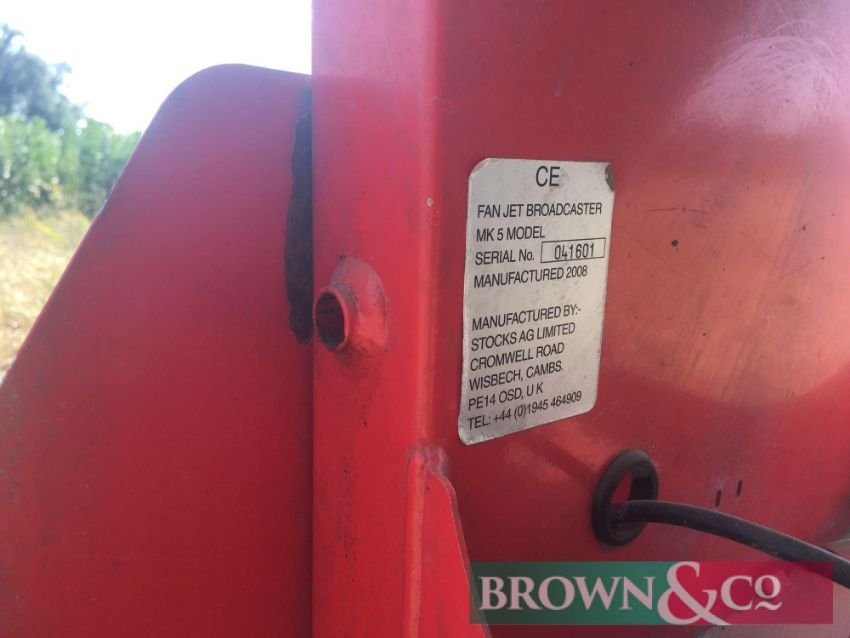 CE
FAN JET BROADCASTER
MK 5 MODEL
SERIAL No. 041601
MANUFACTURED 2008
MANUFACTURED BY:-
STOCKS AG LIMITED
CROMWELL ROAD
WISBECH, CAMBS.
PE14 OSD, U K
TEL: +44 (0)1945 464909
BROWN&CO